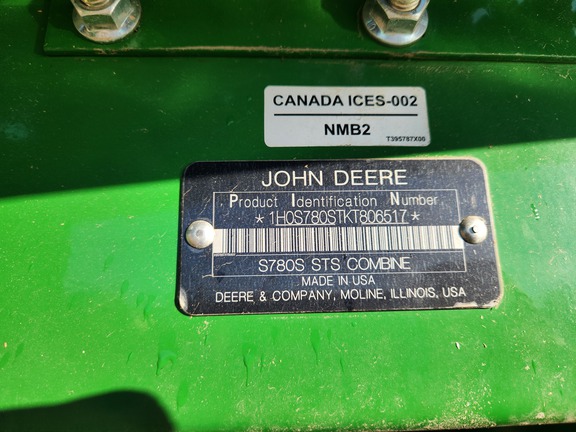 CANADA ICES-002
NMB2
T395787X00
JOHN DEERE
Product Identification Number
*1H0S780STKT806517*
S780S STS COMBINE
MADE IN USA
DEERE & COMPANY, MOLINE, ILLINOIS, USA